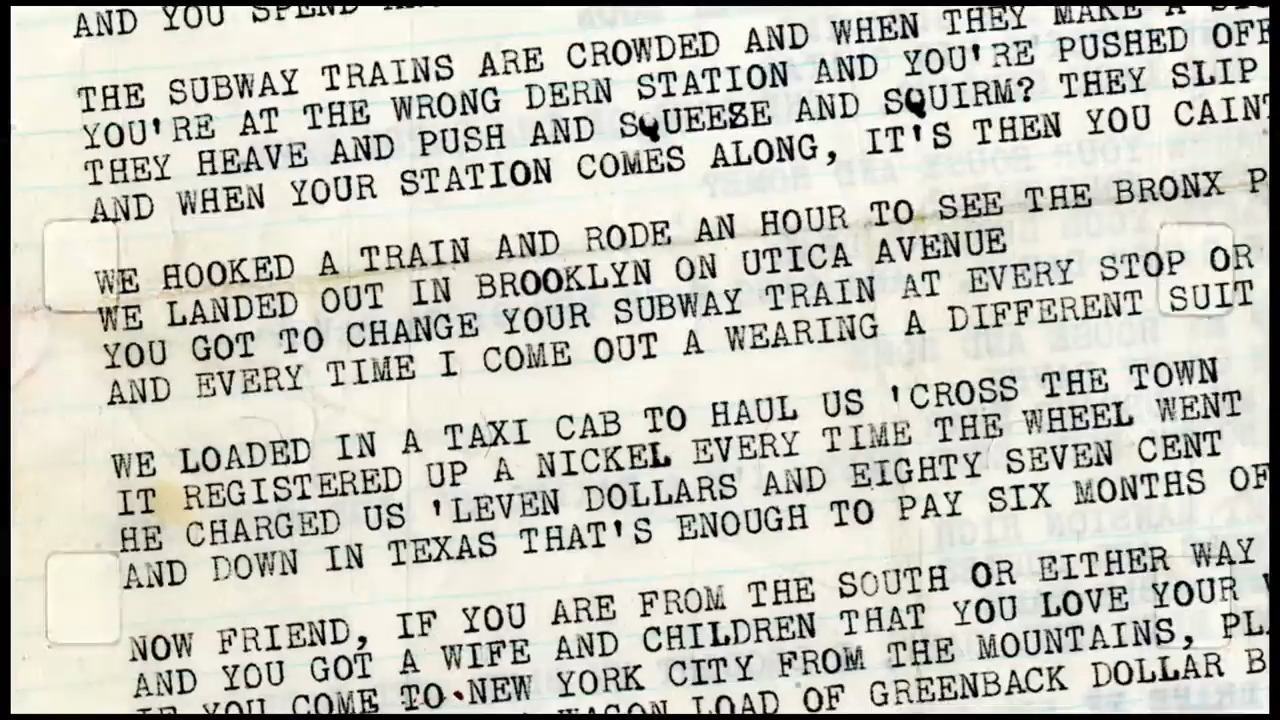 AND YOU SPEND
THE SUBWAY TRAINS ARE CROWDED AND WHEN THEY MAKE A
YOU'RE AT THE WRONG DERN STATION AND YOU'RE PUSHED OFF
THEY HEAVE AND PUSH AND SQUEEZE AND SQUIRM? THEY SLIP
AND WHEN YOUR STATION COMES ALONG, IT'S THEN YOU CAINT
WE HOOKED A TRAIN AND RODE AN HOUR TO SEE THE BRONX
WE LANDED OUT IN BROOKLYN ON UTICA AVENUE
YOU GOT TO CHANGE YOUR SUBWAY TRAIN AT EVERY STOP OR
AND EVERY TIME I COME OUT A WEARING A DIFFERENT SUIT
WE LOADED IN A TAXI CAB TO HAUL US 'CROSS THE TOWN
IT REGISTERED UP A NICKEL EVERY TIME THE WHEEL WENT
HE CHARGED US 'LEVEN DOLLARS AND EIGHTY SEVEN CENT
AND DOWN IN TEXAS THAT'S ENOUGH TO PAY SIX MONTHS OF
NOW FRIEND, IF YOU ARE FROM THE SOUTH OR EITHER WAY
AND YOU GOT A WIFE AND CHILDREN THAT YOU LOVE YOUR
IF YOU COME TO NEW YORK CITY FROM THE MOUNTAINS,
WAGON LOAD OF GREENBACK DOLLAR